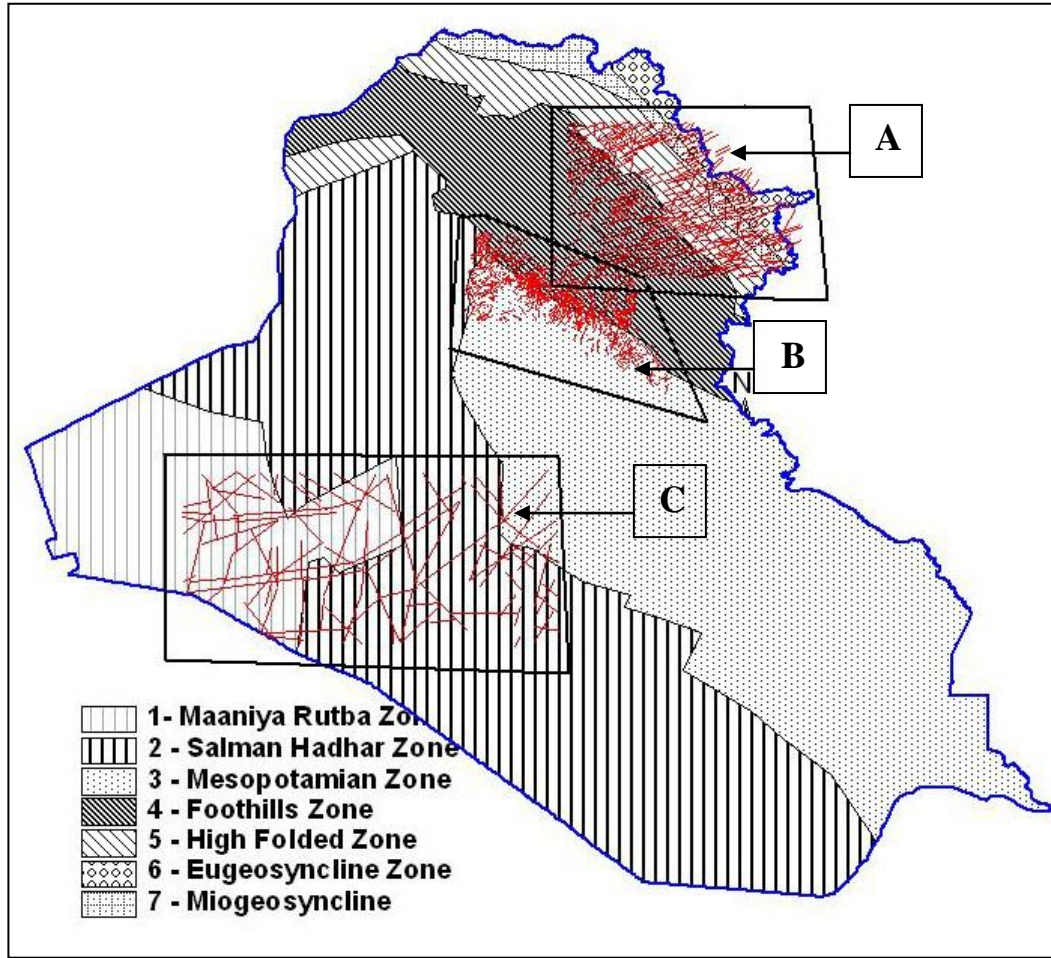 A
B
N
C
1- Maaniya Rutba Zone
2 - Salman Hadhar Zone
3 - Mesopotamian Zone
4 - Foothills Zone
5 - High Folded Zone
6 - Eugeosyncline Zone
7 - Miogeosyncline